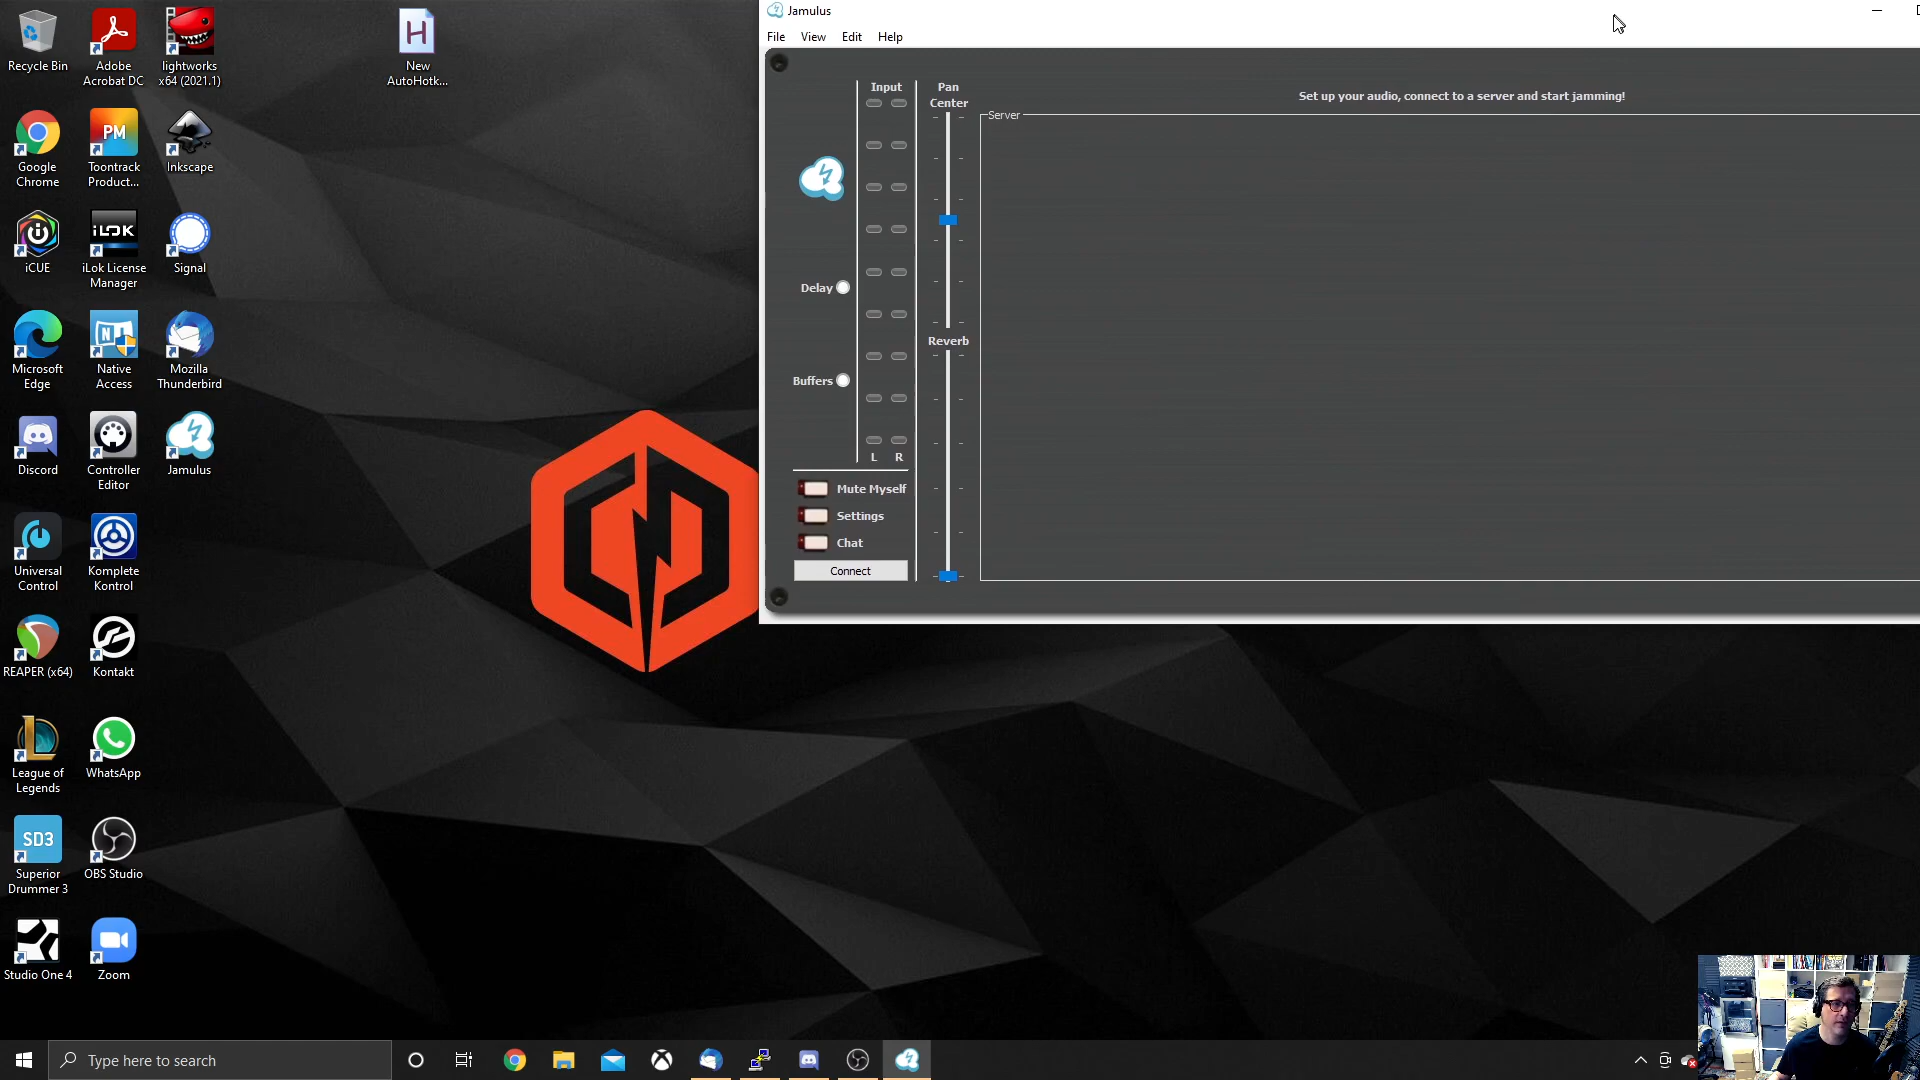 Recycle Bin
Adobe
Acrobat DC
lightworks
x64 (2021.1)
H
New
AutoHotk...
Google
Chrome
PM
Toontrack
Product...
Inkscape
iCUE
iLOK
iLok License
Manager
Signal
Microsoft
Edge
Native
Access
Mozilla
Thunderbird
Discord
Controller
Editor
Jamulus
Universal
Control
Komplete
Kontrol
REAPER (x64)
Kontakt
League of
Legends
WhatsApp
SD3
Superior
Drummer 3
OBS Studio
Studio One 4
Zoom
Jamulus
File View Edit Help
Input
Pan
Center
Set up your audio, connect to a server and start jamming!
Server
Delay
Reverb
Buffers
L R
Mute Myself
Settings
Chat
Connect
Type here to search